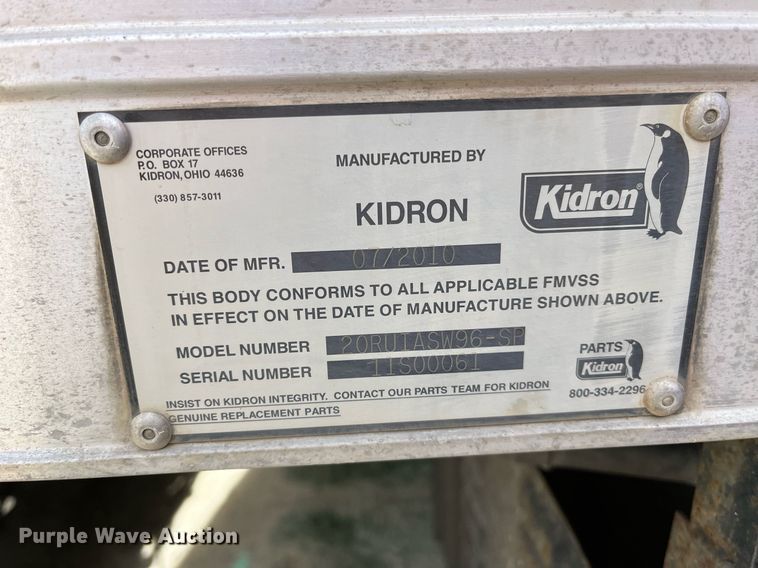 CORPORATE OFFICES
P.O. BOX 17
KIDRON, OHIO 44636
(330) 857-3011
MANUFACTURED BY
KIDRON
Kidron®
DATE OF MFR. 07/2010
THIS BODY CONFORMS TO ALL APPLICABLE FMVSS
IN EFFECT ON THE DATE OF MANUFACTURE SHOWN ABOVE.
MODEL NUMBER 20RU1ASW96-SP
SERIAL NUMBER 11S00061
PARTS
Kidron
800-334-2296
INSIST ON KIDRON INTEGRITY. CONTACT OUR PARTS TEAM FOR KIDRON
GENUINE REPLACEMENT PARTS
Purple Wave Auction